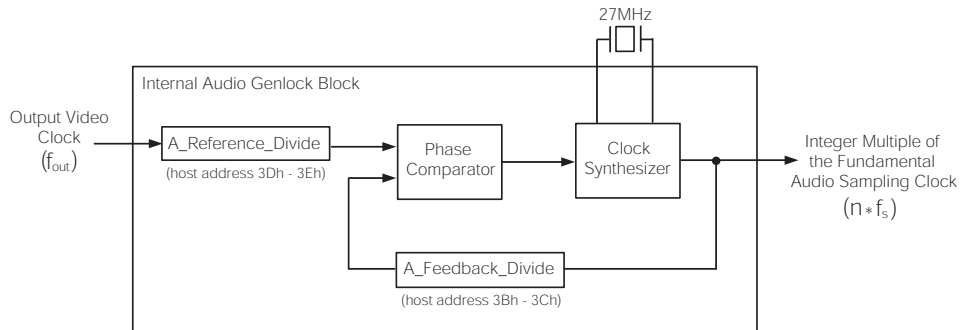 27MHz
Internal Audio Genlock Block
Output Video
Clock
(fout)
A_Reference_Divide
(host address 3Dh - 3Eh)
Phase
Comparator
Clock
Synthesizer
Integer Multiple of
the Fundamental
Audio Sampling Clock
(n*fs)
A_Feedback_Divide
(host address 3Bh - 3Ch)